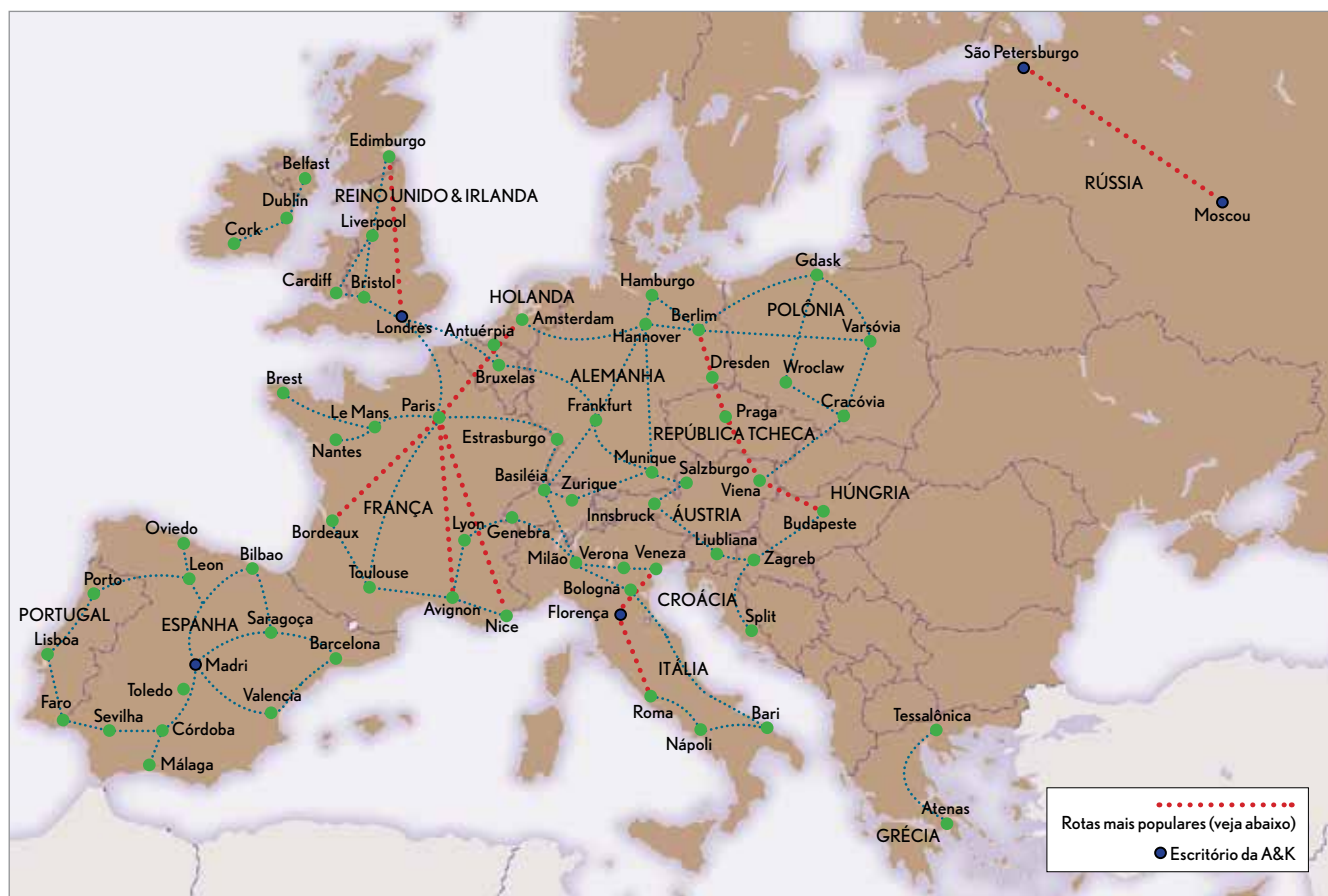 São Petersburgo
Edimburgo
Belfast
RÚSSIA
REINO UNIDO & IRLANDA
Dublin
Moscou
Liverpool
Cork
Gdask
Cardiff
Bristol
Hamburgo
HOLANDA
POLÔNIA
Londres
Antuérpia
Amsterdam
Berlim
Hannover
Varsóvia
Bruxelas
ALEMANHA
Dresden
Wroclaw
Brest
Le Mans
Paris
Frankfurt
Praga
Cracóvia
Nantes
Estrasburgo
REPÚBLICA TCHECA
Munique
Salzburgo
Basiléia
Zurique
Viena
HÚNGRIA
FRANÇA
Innsbruck
ÁUSTRIA
Budapeste
Bordeaux
Lyon
Genebra
Oviedo
Liubliana
Bilbao
Milão
Verona
Veneza
Zagreb
Leon
Toulouse
Porto
Bologna
CROÁCIA
PORTUGAL
ESPANHA
Saragoça
Avignon
Nice
Florença
Split
Lisboa
Barcelona
Madri
ITÁLIA
Toledo
Valencia
Faro
Sevilha
Roma
Bari
Tessalônica
Córdoba
Nápoli
Málaga
Atenas
GRÉCIA
Rotas mais populares (veja abaixo)
Escritório da A&K